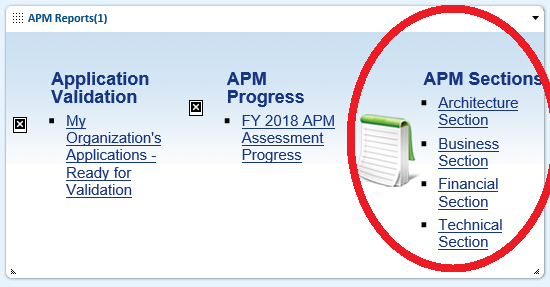 APM Reports(1)
Application
Validation
My
Organization's
Applications -
Ready for
Validation
APM
Progress
FY 2018 APM
Assessment
Progress
APM Sections
Architecture
Section
Business
Section
Financial
Section
Technical
Section